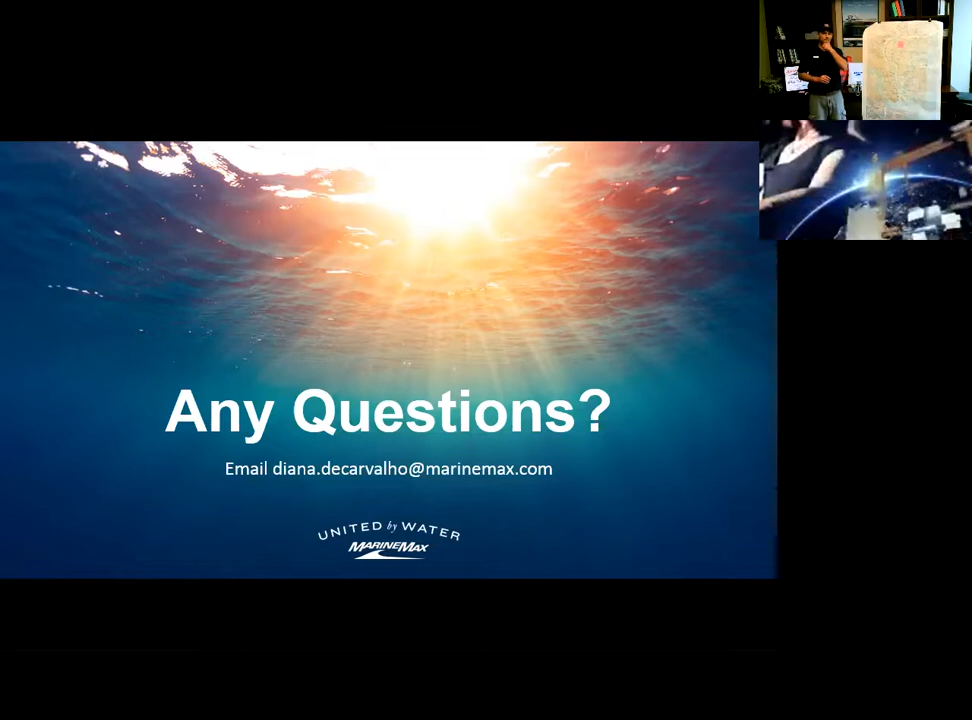 Any Questions?
Email diana.decarvalho@marinemax.com
UNITED by WATER
MARINEMAX